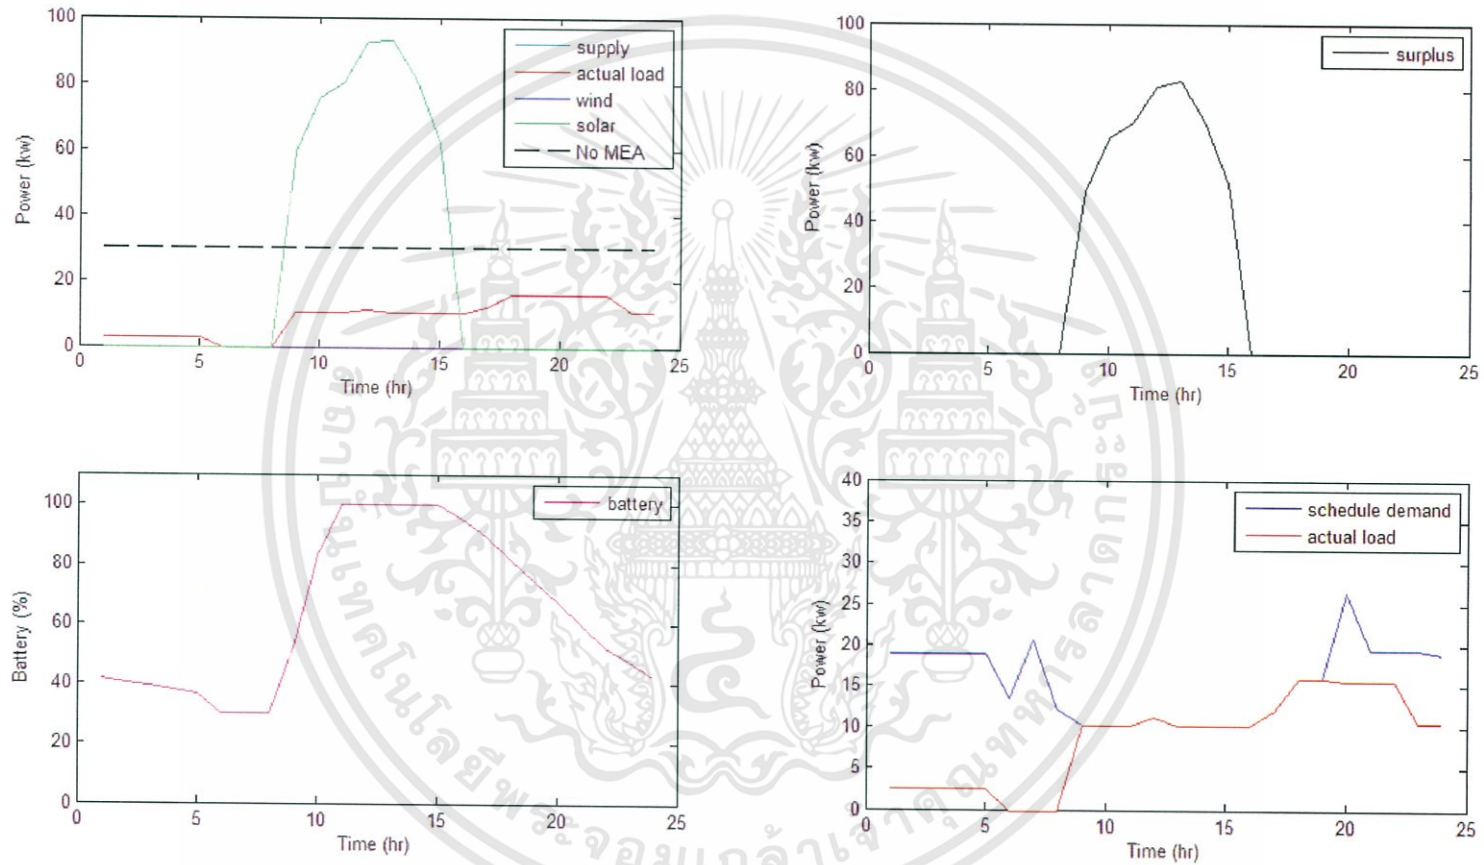 100
80
60
40
20
0
Power (kw)
0 5 10 15 20 25
Time (hr)
supply
actual load
wind
solar
No MEA
100
80
60
40
20
0
Power (kw)
0 5 10 15 20 25
Time (hr)
surplus
100
80
60
40
20
0
Battery (%)
0 5 10 15 20 25
Time (hr)
battery
40
35
30
25
20
15
10
5
0
Power (kw)
0 5 10 15 20 25
Time (hr)
schedule demand
actual load